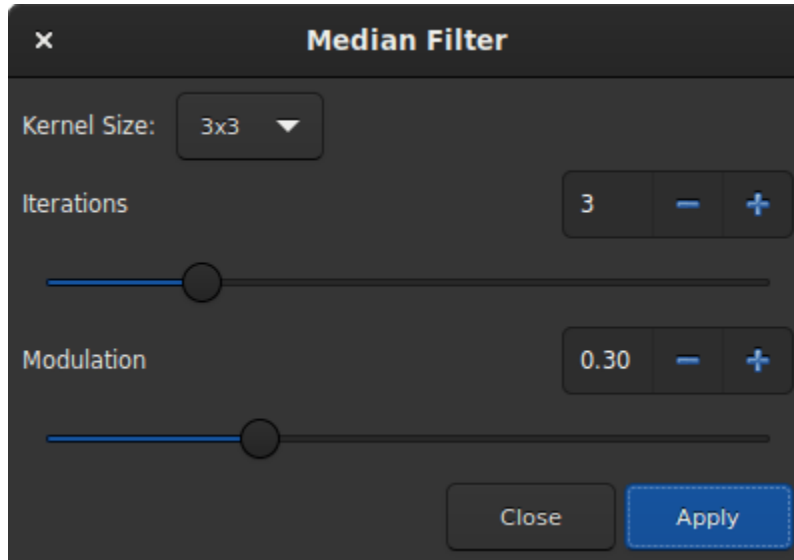 Median Filter
Kernel Size: 3x3
Iterations 3
Modulation 0.30
Close Apply